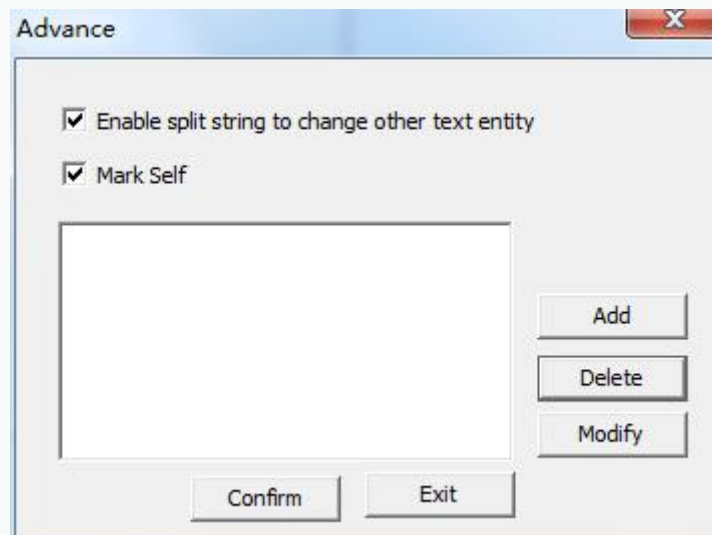 Advance
Enable split string to change other text entity
Mark Self
Add
Delete
Modify
Confirm
Exit